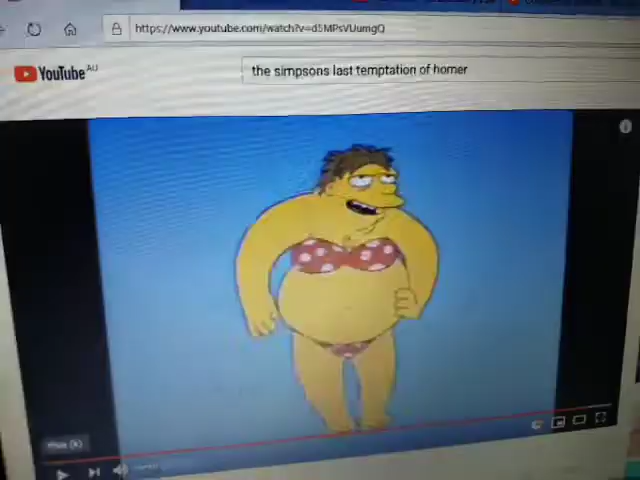 https://www.youtube.com/watch?v=d5MPsVUumgQ
YouTube AU
the simpsons last temptation of homer